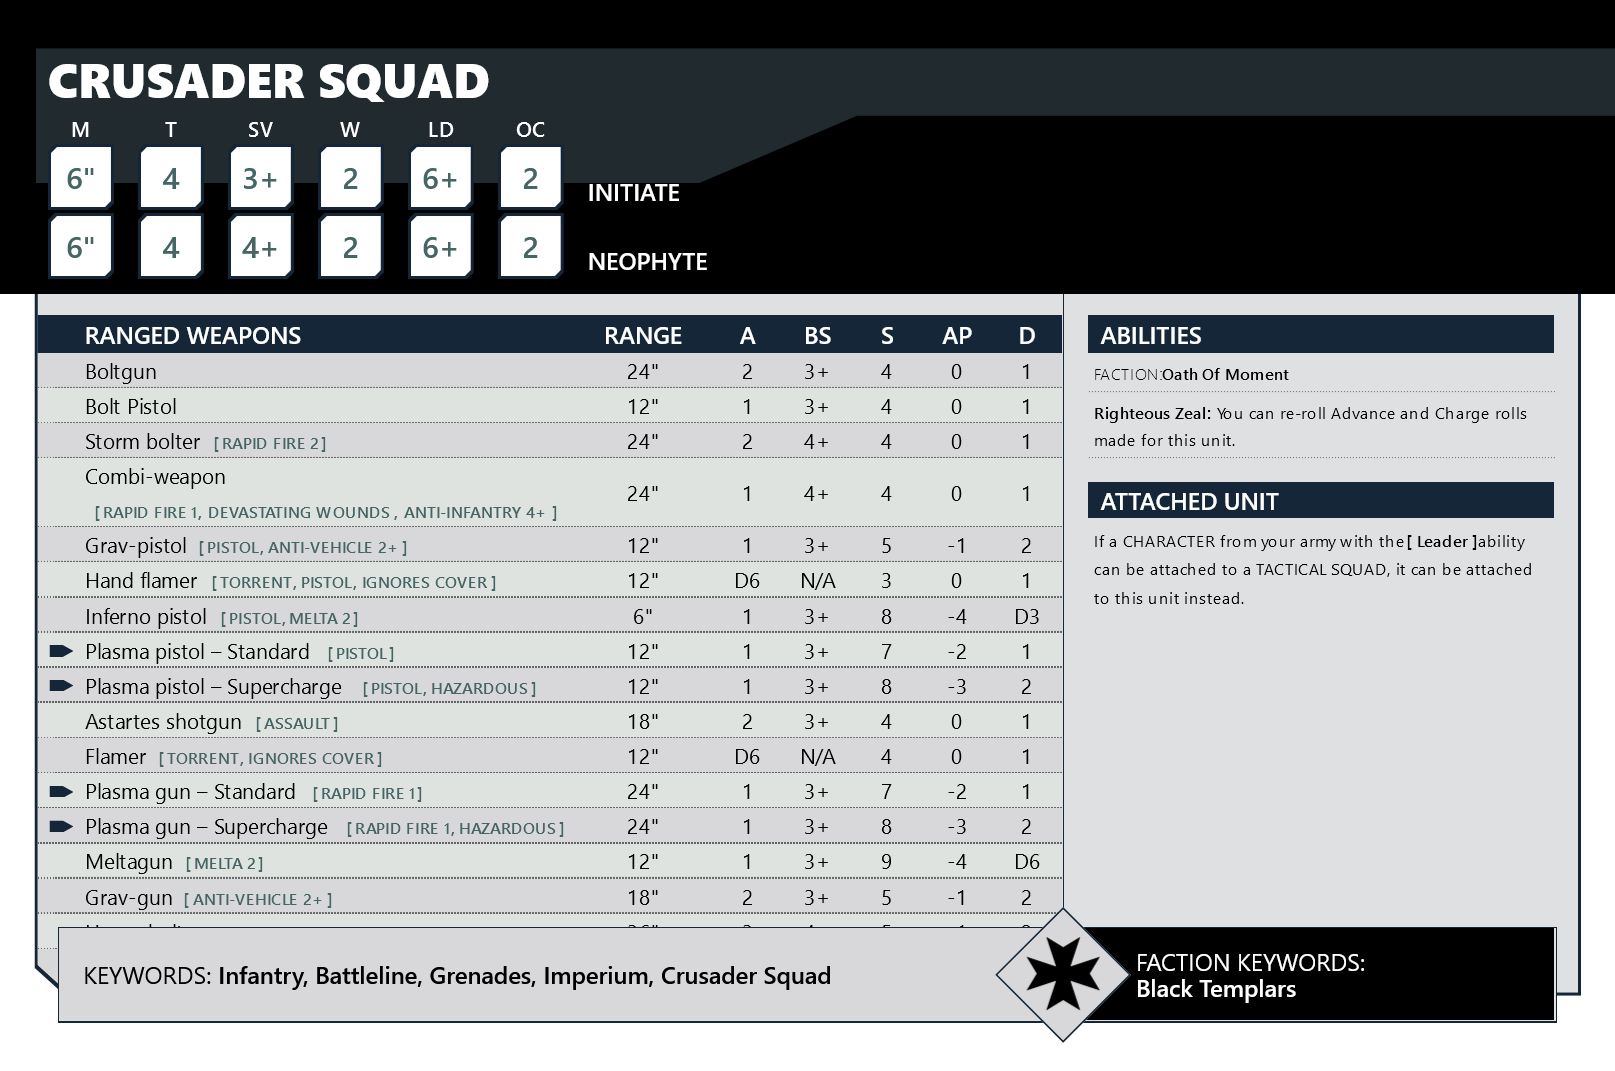 CRUSADER SQUAD
M T SV W LD OC
6" 4 3+ 2 6+ 2 INITIATE
6" 4 4+ 2 6+ 2 NEOPHYTE
RANGED WEAPONS RANGE A BS S AP D
Boltgun 24" 2 3+ 4 0 1
Bolt Pistol 12" 1 3+ 4 0 1
Storm bolter [RAPID FIRE 2] 24" 2 4+ 4 0 1
Combi-weapon
[RAPID FIRE 1, DEVASTATING WOUNDS , ANTI-INFANTRY 4+ ] 24" 1 4+ 4 0 1
Grav-pistol [PISTOL, ANTI-VEHICLE 2+ ] 12" 1 3+ 5 -1 2
Hand flamer [TORRENT, PISTOL, IGNORES COVER] 12" D6 N/A 3 0 1
Inferno pistol [PISTOL, MELTA 2] 6" 1 3+ 8 -4 D3
Plasma pistol – Standard [PISTOL] 12" 1 3+ 7 -2 1
Plasma pistol – Supercharge [PISTOL, HAZARDOUS] 12" 1 3+ 8 -3 2
Astartes shotgun [ASSAULT] 18" 2 3+ 4 0 1
Flamer [TORRENT, IGNORES COVER] 12" D6 N/A 4 0 1
Plasma gun – Standard [RAPID FIRE 1] 24" 1 3+ 7 -2 1
Plasma gun – Supercharge [RAPID FIRE 1, HAZARDOUS] 24" 1 3+ 8 -3 2
Meltagun [MELTA 2] 12" 1 3+ 9 -4 D6
Grav-gun [ANTI-VEHICLE 2+ ] 18" 2 3+ 5 -1 2
ABILITIES
FACTION:Oath Of Moment
Righteous Zeal: You can re-roll Advance and Charge rolls
made for this unit.
ATTACHED UNIT
If a CHARACTER from your army with the [ Leader ]ability
can be attached to a TACTICAL SQUAD, it can be attached
to this unit instead.
KEYWORDS: Infantry, Battleline, Grenades, Imperium, Crusader Squad
FACTION KEYWORDS:
Black Templars